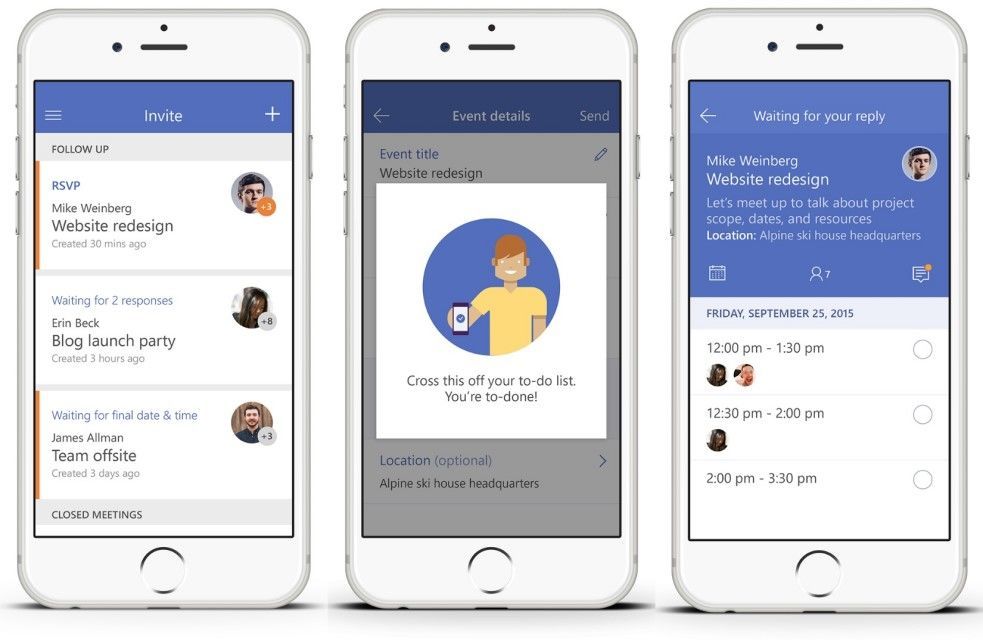 Invite
FOLLOW UP
RSVP
Mike Weinberg
+3
Website redesign
Created 30 mins ago
Waiting for 2 responses
Erin Beck
+8
Blog launch party
Created 3 hours ago
Waiting for final date & time
James Allman
+3
Team offsite
Created 3 days ago
CLOSED MEETINGS
Event details
Send
Event title
Website redesign
Cross this off your to-do list.
You're to-done!
Location (optional)
Alpine ski house headquarters
Waiting for your reply
Mike Weinberg
Website redesign
Let's meet up to talk about project
scope, dates, and resources
Location: Alpine ski house headquarters
7
FRIDAY, SEPTEMBER 25, 2015
12:00 pm - 1:30 pm
12:30 pm - 2:00 pm
2:00 pm - 3:30 pm